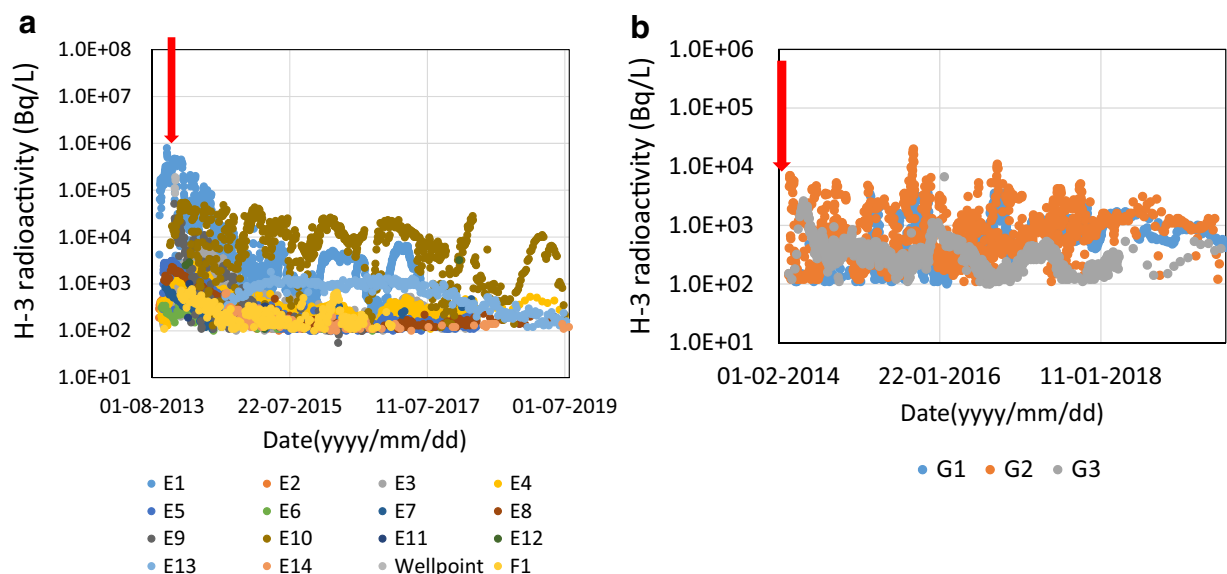 a
H-3 radioactivity (Bq/L)
1.0E+08
1.0E+07
1.0E+06
1.0E+05
1.0E+04
1.0E+03
1.0E+02
1.0E+01
01-08-2013 22-07-2015 11-07-2017 01-07-2019
Date(yyyy/mm/dd)
E1 E2 E3 E4
E5 E6 E7 E8
E9 E10 E11 E12
E13 E14 Wellpoint F1
b
H-3 radioactivity (Bq/L)
1.0E+06
1.0E+05
1.0E+04
1.0E+03
1.0E+02
1.0E+01
01-02-2014 22-01-2016 11-01-2018
Date(yyyy/mm/dd)
G1 G2 G3